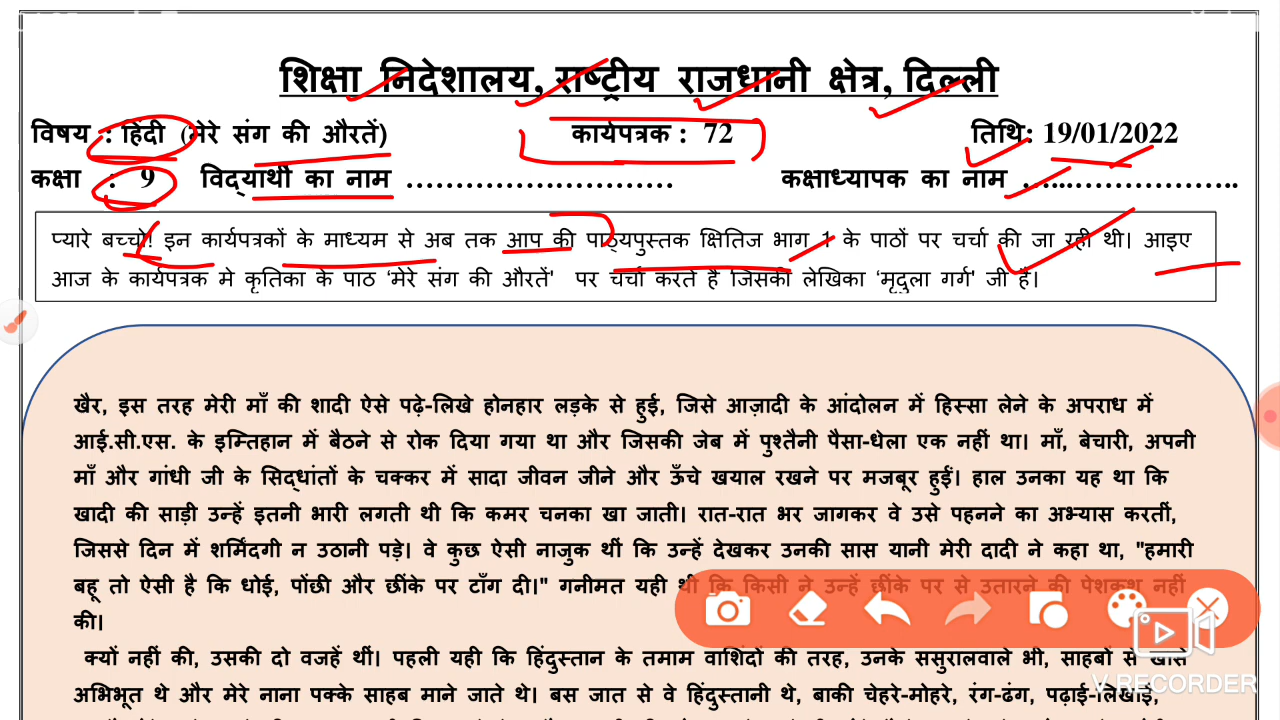 शिक्षा निदेशालय, राष्ट्रीय राजधानी क्षेत्र, दिल्ली
विषय : हिंदी (मेरे संग की औरतें) कार्यपत्रक : 72 तिथि: 19/01/2022
कक्षा : 9 विद्यार्थी का नाम ........................... कक्षाध्यापक का नाम ......................
प्यारे बच्चो! इन कार्यपत्रकों के माध्यम से अब तक आप की पाठ्यपुस्तक क्षितिज भाग 1 के पाठों पर चर्चा की जा रही थी। आइए
आज के कार्यपत्रक मे कृतिका के पाठ 'मेरे संग की औरतें' पर चर्चा करते है जिसकी लेखिका 'मृदुला गर्ग' जी हैं।
खैर, इस तरह मेरी माँ की शादी ऐसे पढ़े-लिखे होनहार लड़के से हुई, जिसे आज़ादी के आंदोलन में हिस्सा लेने के अपराध में
आई.सी.एस. के इम्तिहान में बैठने से रोक दिया गया था और जिसकी जेब में पुश्तैनी पैसा-धेला एक नहीं था। माँ, बेचारी, अपनी
माँ और गांधी जी के सिद्धांतों के चक्कर में सादा जीवन जीने और ऊँचे खयाल रखने पर मजबूर हुईं। हाल उनका यह था कि
खादी की साड़ी उन्हें इतनी भारी लगती थी कि कमर चनका खा जाती। रात-रात भर जागकर वे उसे पहनने का अभ्यास करतीं,
जिससे दिन में शर्मिंदगी न उठानी पड़े। वे कुछ ऐसी नाजुक थीं कि उन्हें देखकर उनकी सास यानी मेरी दादी ने कहा था, "हमारी
बहू तो ऐसी है कि धोई, पोंछी और छींके पर टाँग दी।" गनीमत यही थी कि किसी ने उन्हें छींके पर से उतारने की पेशकश नहीं
की।
क्यों नहीं की, उसकी दो वजहें थीं। पहली यही कि हिंदुस्तान के तमाम वाशिंदों की तरह, उनके ससुरालवाले भी, साहबों से खासे
अभिभूत थे और मेरे नाना पक्के साहब माने जाते थे। बस जात से वे हिंदुस्तानी थे, बाकी चेहरे-मोहरे, रंग-ढंग, पढ़ाई-लिखाई,
V RECORDER